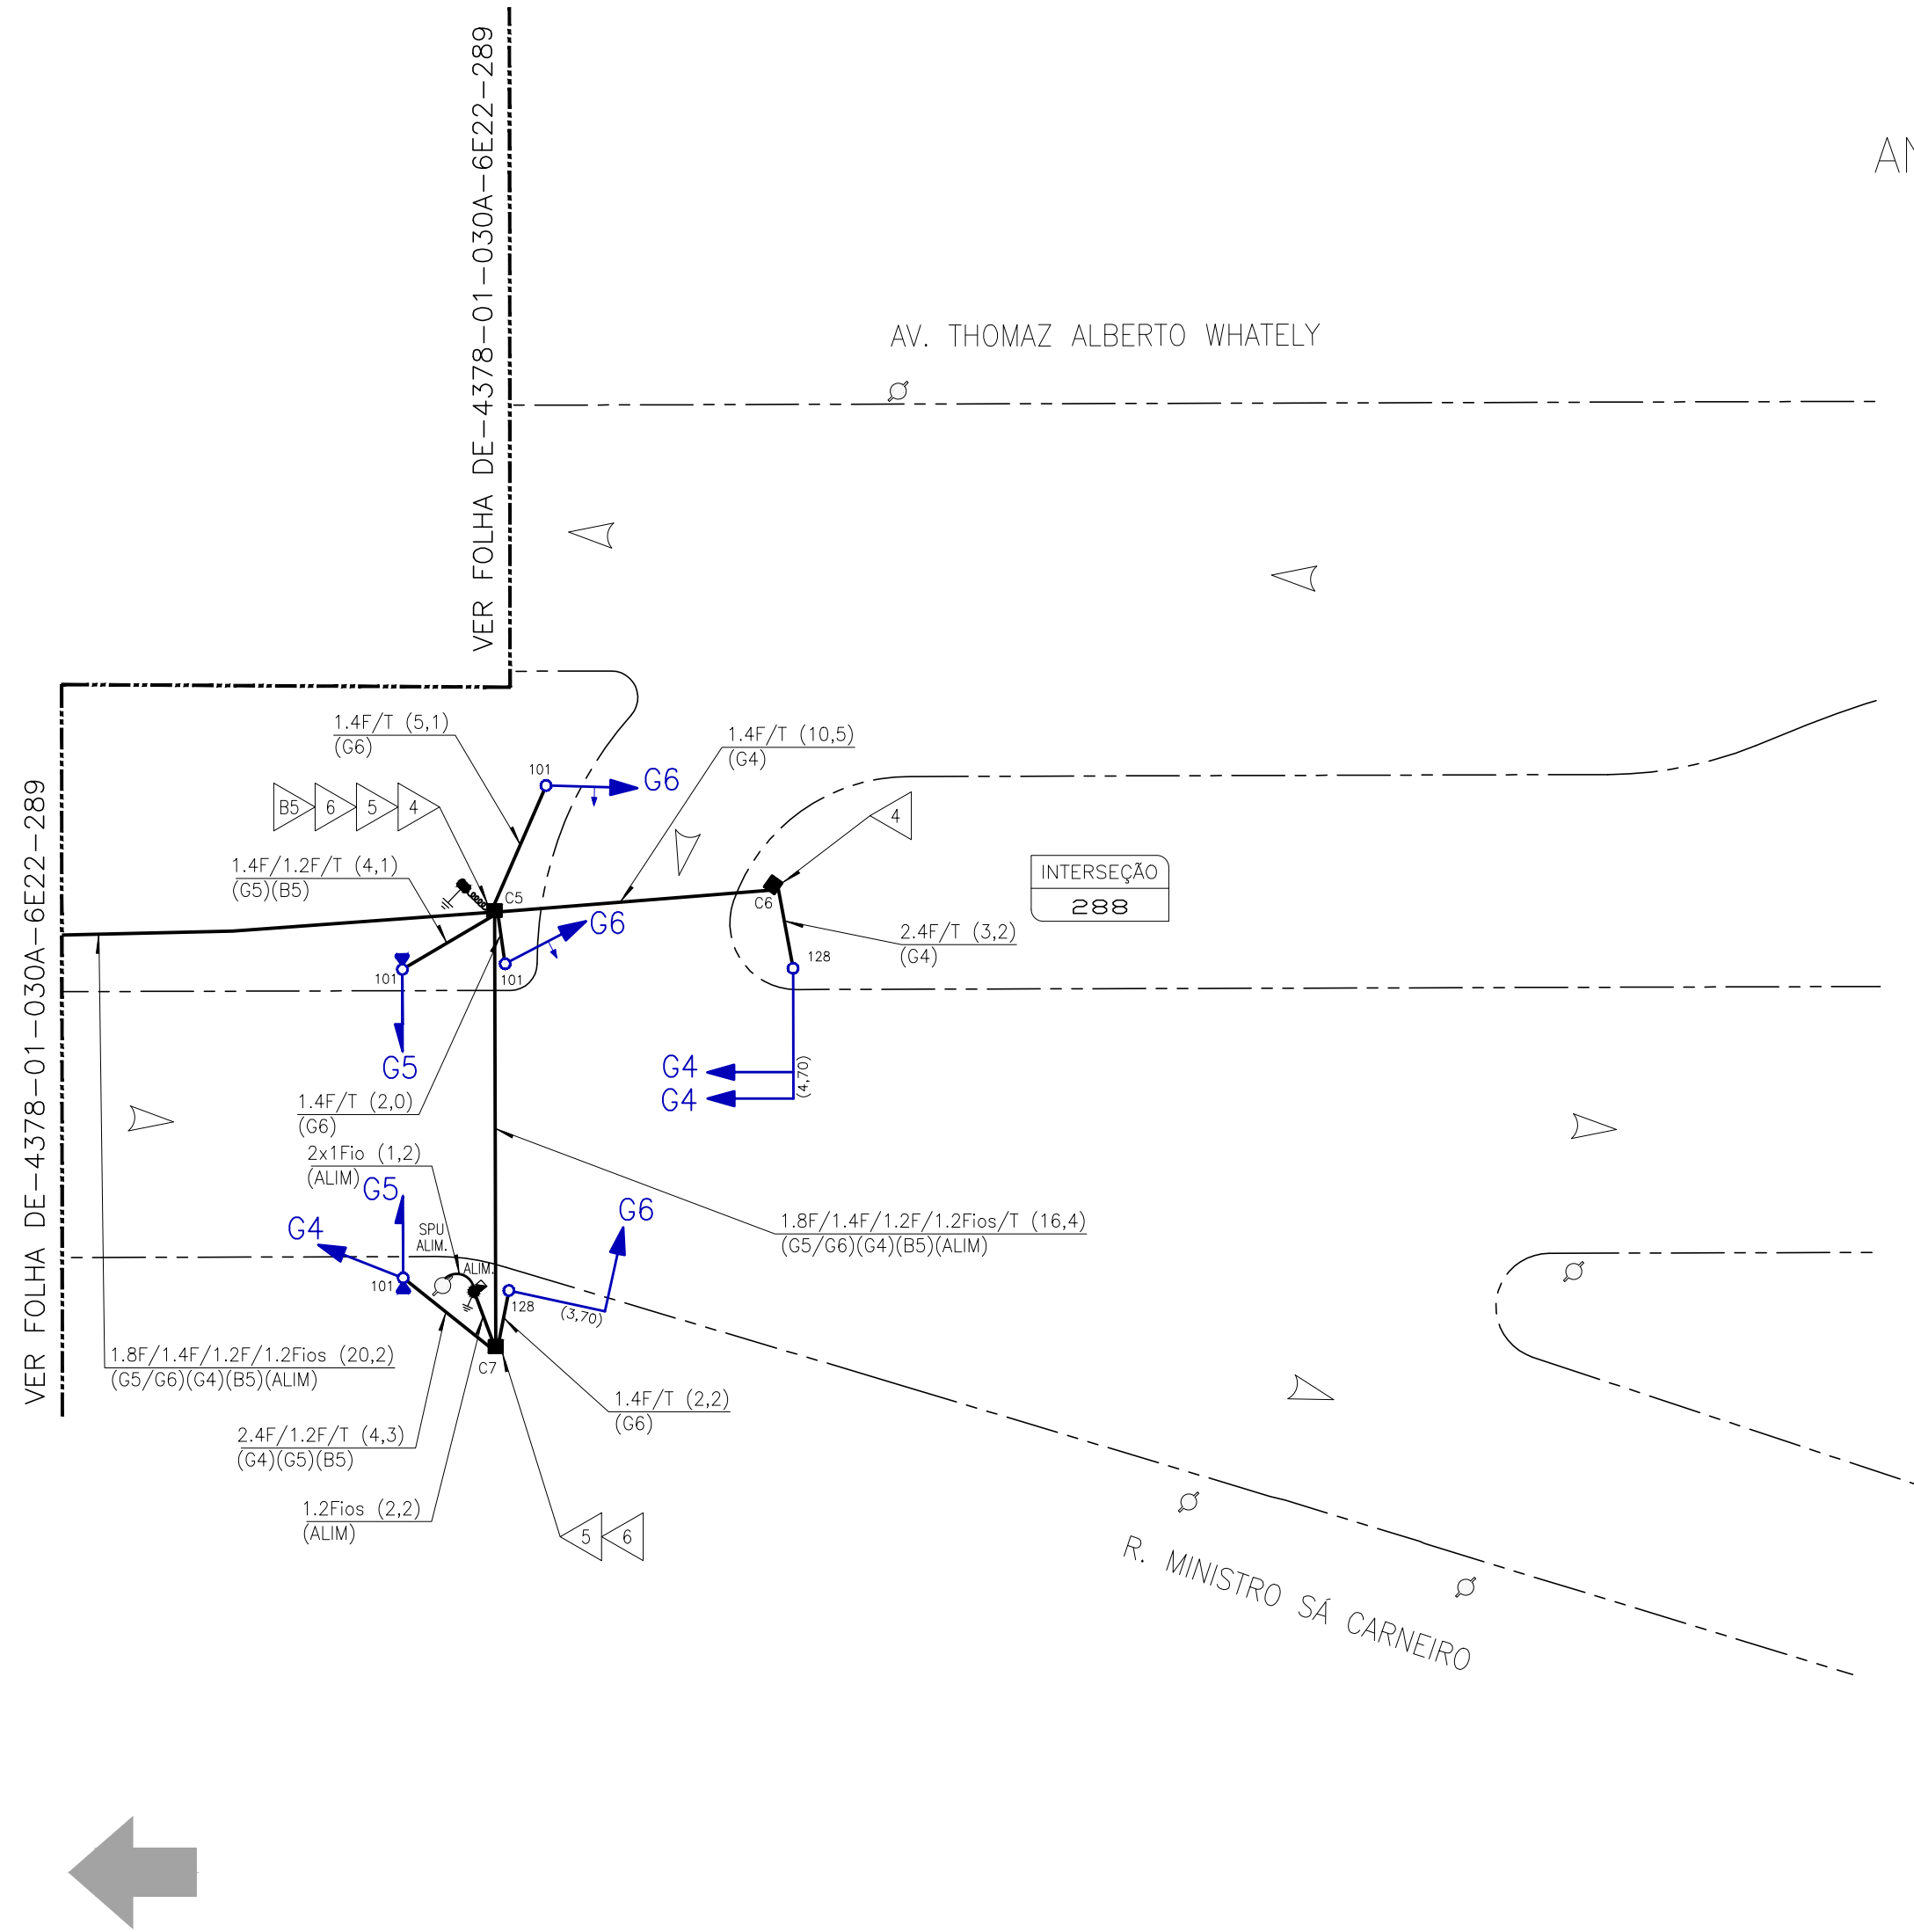 VER FOLHA DE-4378-01-030A-6E22-289
AV. THOMAZ ALBERTO WHATELY
1.4F/T (5,1)
(G6)
1.4F/T (10,5)
(G4)
101
G6
B5
6
5
4
4
1.4F/1.2F/T (4,1)
(G5)(B5)
C5
C6
INTERSEÇÃO
288
G6
2.4F/T (3,2)
(G4)
128
101
101
VER FOLHA DE-4378-01-030A-6E22-289
G5
G4
G4
(4,70)
1.4F/T (2,0)
(G6)
2x1Fio (1,2)
(ALIM)
G5
G4
SPU
ALIM.
ALIM.
G6
1.8F/1.4F/1.2F/1.2Fios/T (16,4)
(G5/G6)(G4)(B5)(ALIM)
101
128
(3,70)
C7
1.8F/1.4F/1.2F/1.2Fios (20,2)
(G5/G6)(G4)(B5)(ALIM)
1.4F/T (2,2)
(G6)
2.4F/1.2F/T (4,3)
(G4)(G5)(B5)
1.2Fios (2,2)
(ALIM)
5
6
R. MINISTRO SÁ CARNEIRO